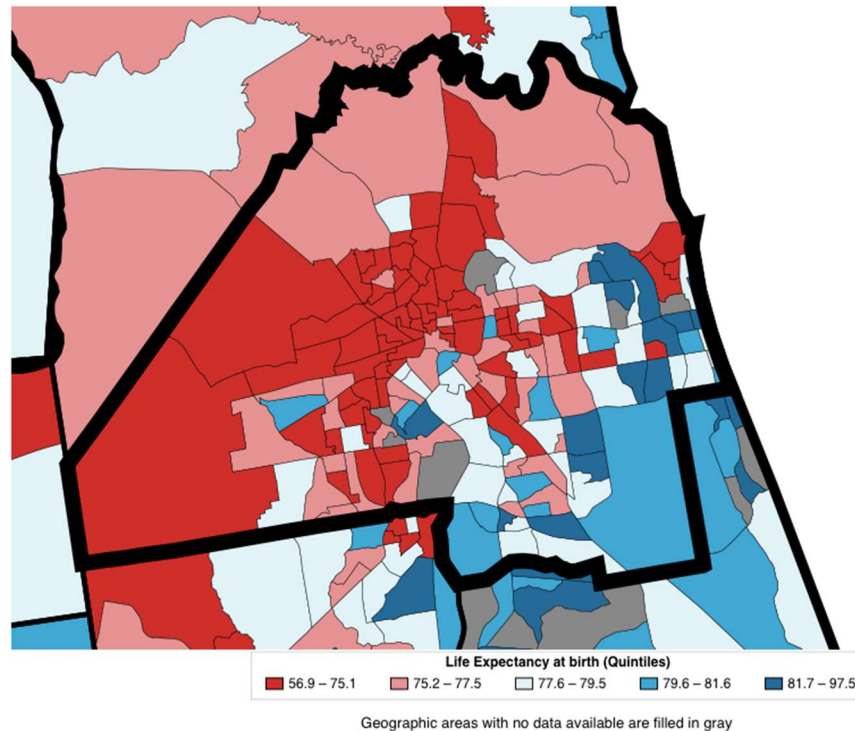 Life Expectancy at birth (Quintiles)
56.9 – 75.1 75.2 – 77.5 77.6 – 79.5 79.6 – 81.6 81.7 – 97.5
Geographic areas with no data available are filled in gray